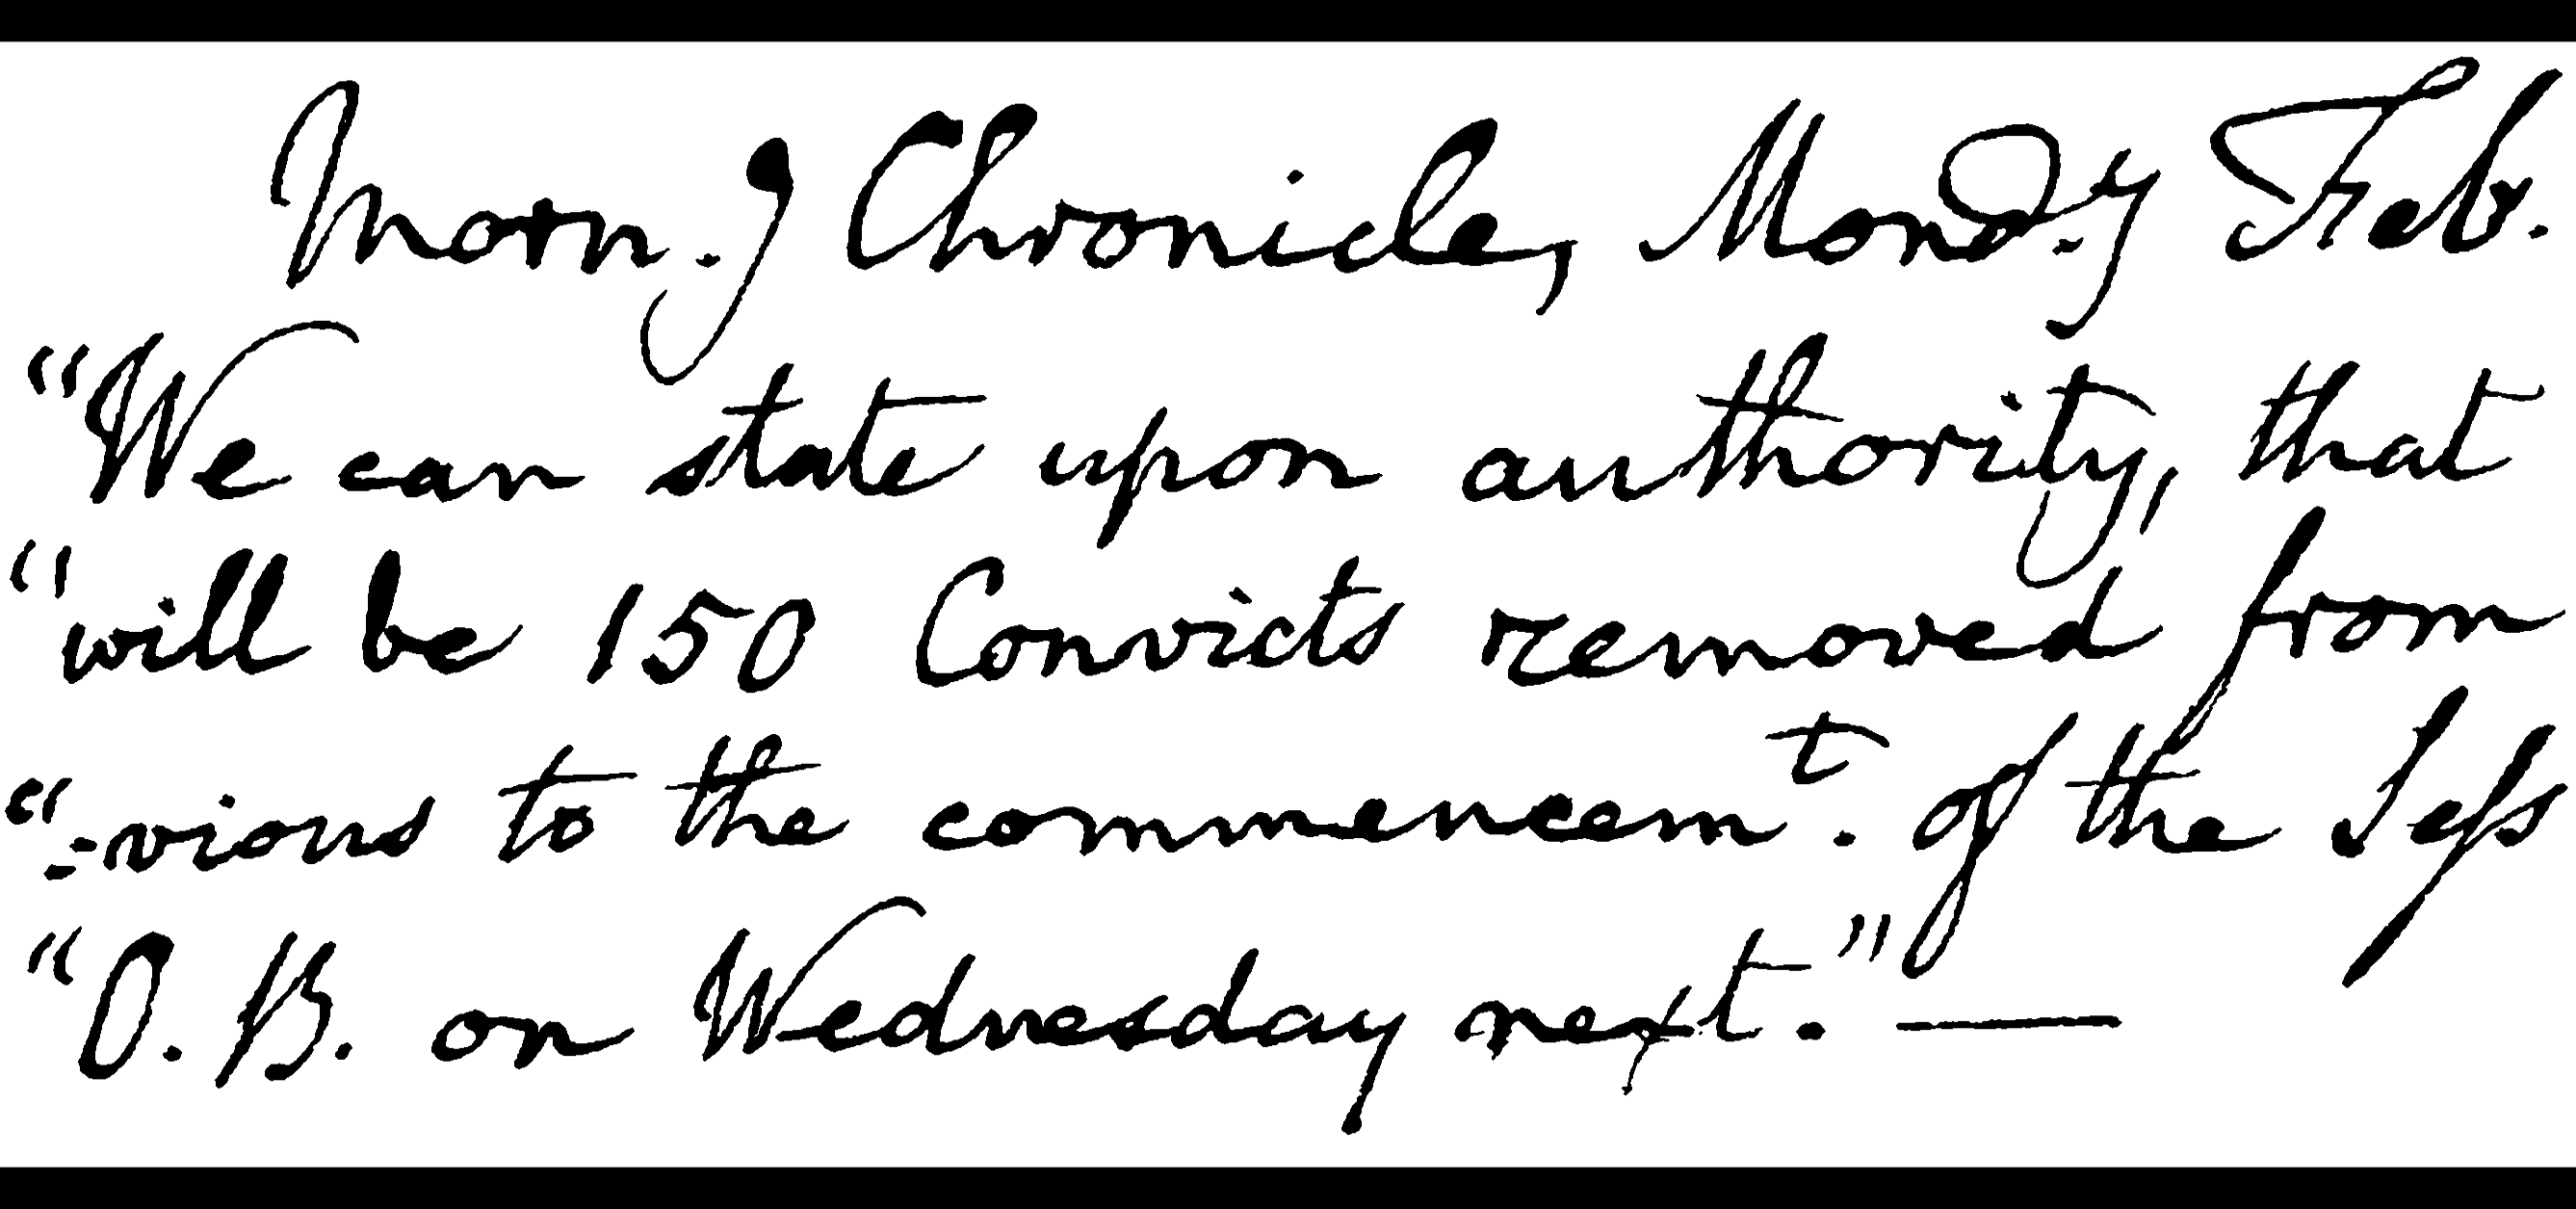 Morn.g Chronicle, Mond.y Feb.
"We can state upon authority, that
"will be 150 Convicts removed from
"=vious to the commencem.t of the Sess
"O. B. on Wednesday next." —